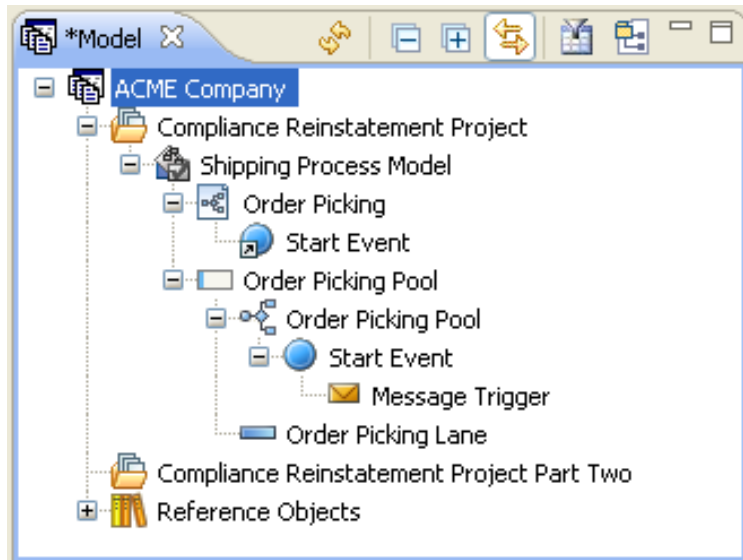 *Model
ACME Company
Compliance Reinstatement Project
Shipping Process Model
Order Picking
Start Event
Order Picking Pool
Order Picking Pool
Start Event
Message Trigger
Order Picking Lane
Compliance Reinstatement Project Part Two
Reference Objects